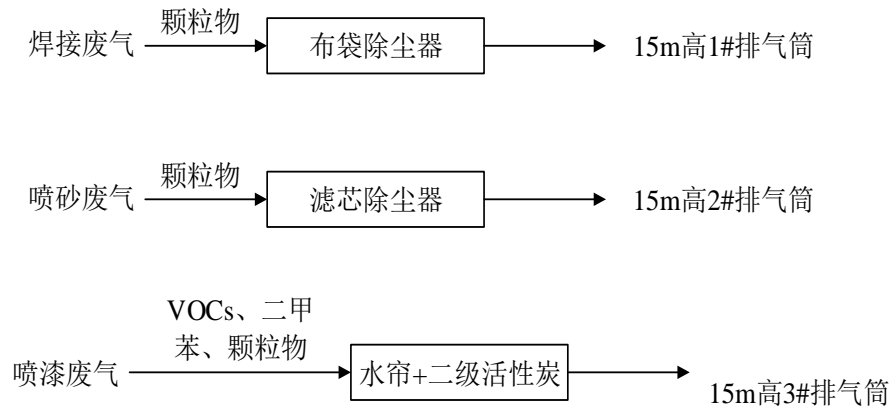 颗粒物
焊接废气
布袋除尘器
15m高1#排气筒
颗粒物
喷砂废气
滤芯除尘器
15m高2#排气筒
VOCs、二甲
苯、颗粒物
喷漆废气
水帘+二级活性炭
15m高3#排气筒